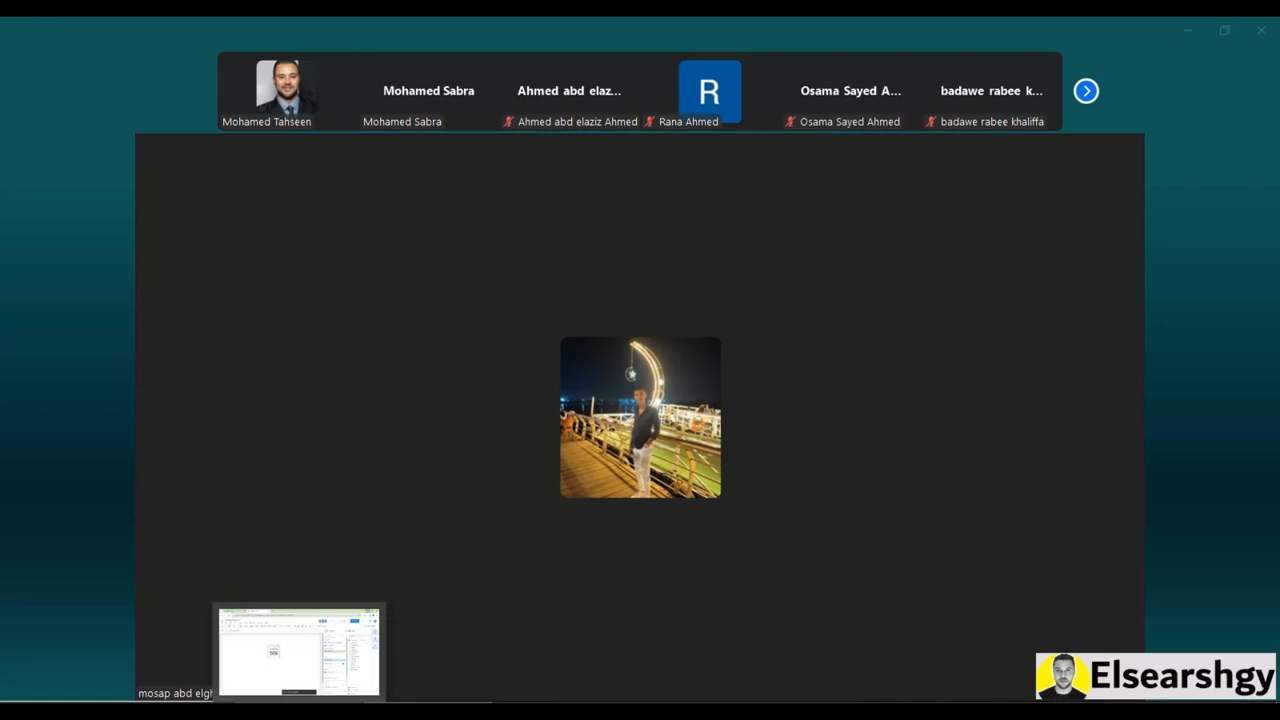 Mohamed Sabra
Ahmed abd elaz...
R
Osama Sayed A...
badawe rabee k...
Mohamed Tahseen
Mohamed Sabra
Ahmed abd elaziz Ahmed
Rana Ahmed
Osama Sayed Ahmed
badawe rabee khaliffa
50K
mosap abd elgh
Elsearshgy